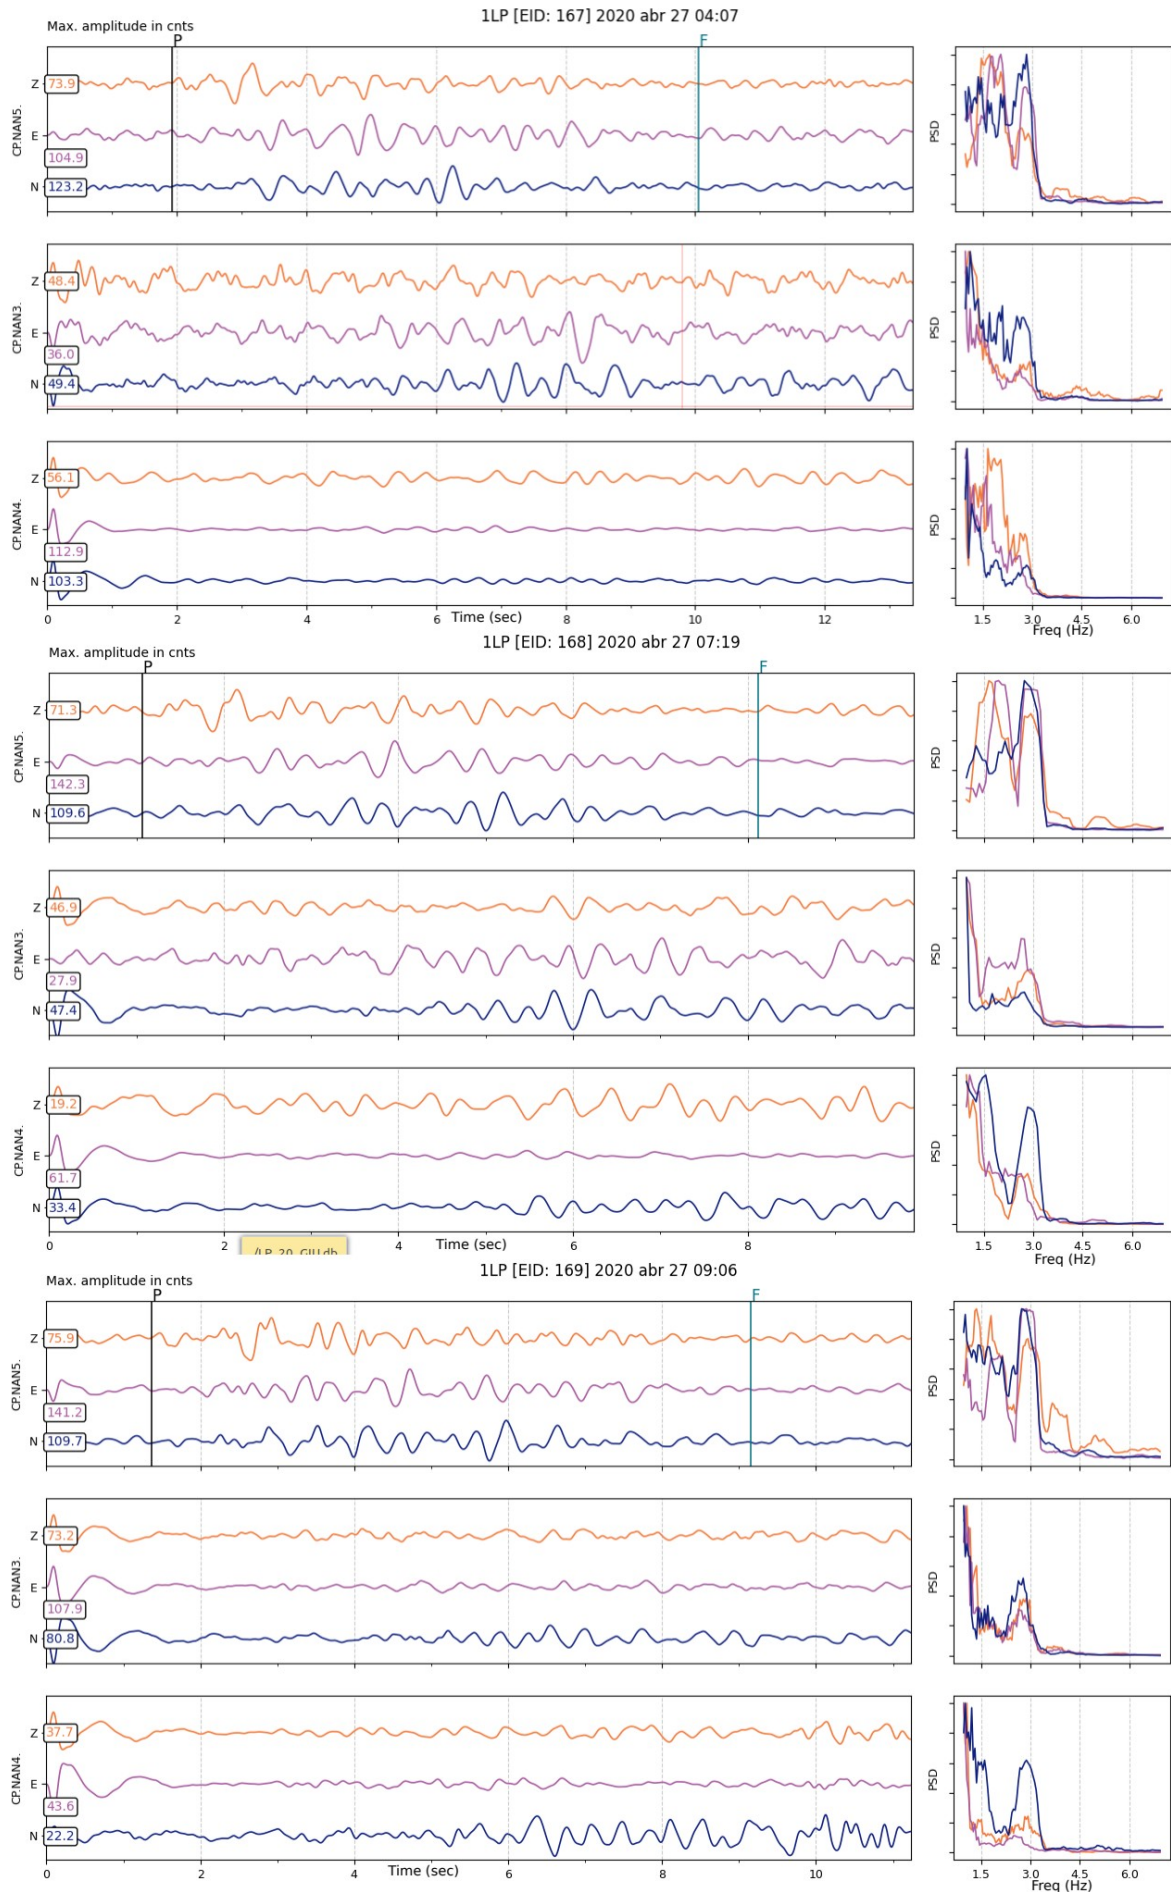 1LP [EID: 167] 2020 abr 27 04:07
Max. amplitude in cnts
P
F
CP.NAN5.
Z 73.9
E
104.9
N 123.2
PSD
CP.NAN3.
Z 48.4
E
36.0
N 49.4
PSD
CP.NAN4.
Z 56.1
E
112.9
N 103.3
PSD
0 2 4 6 8 10 12
Time (sec)
1.5 3.0 4.5 6.0
Freq (Hz)
1LP [EID: 168] 2020 abr 27 07:19
Max. amplitude in cnts
P
F
CP.NAN5.
Z 71.3
E
142.3
N 109.6
PSD
CP.NAN3.
Z 46.9
E
27.9
N 47.4
PSD
CP.NAN4.
Z 19.2
E
61.7
N 33.4
PSD
0 2 4 6 8
Time (sec)
1.5 3.0 4.5 6.0
Freq (Hz)
1LP [EID: 169] 2020 abr 27 09:06
Max. amplitude in cnts
P
F
CP.NAN5.
Z 75.9
E
141.2
N 109.7
PSD
CP.NAN3.
Z 73.2
E
107.9
N 80.8
PSD
CP.NAN4.
Z 37.7
E
43.6
N 22.2
PSD
0 2 4 6 8 10
Time (sec)
1.5 3.0 4.5 6.0
Freq (Hz)